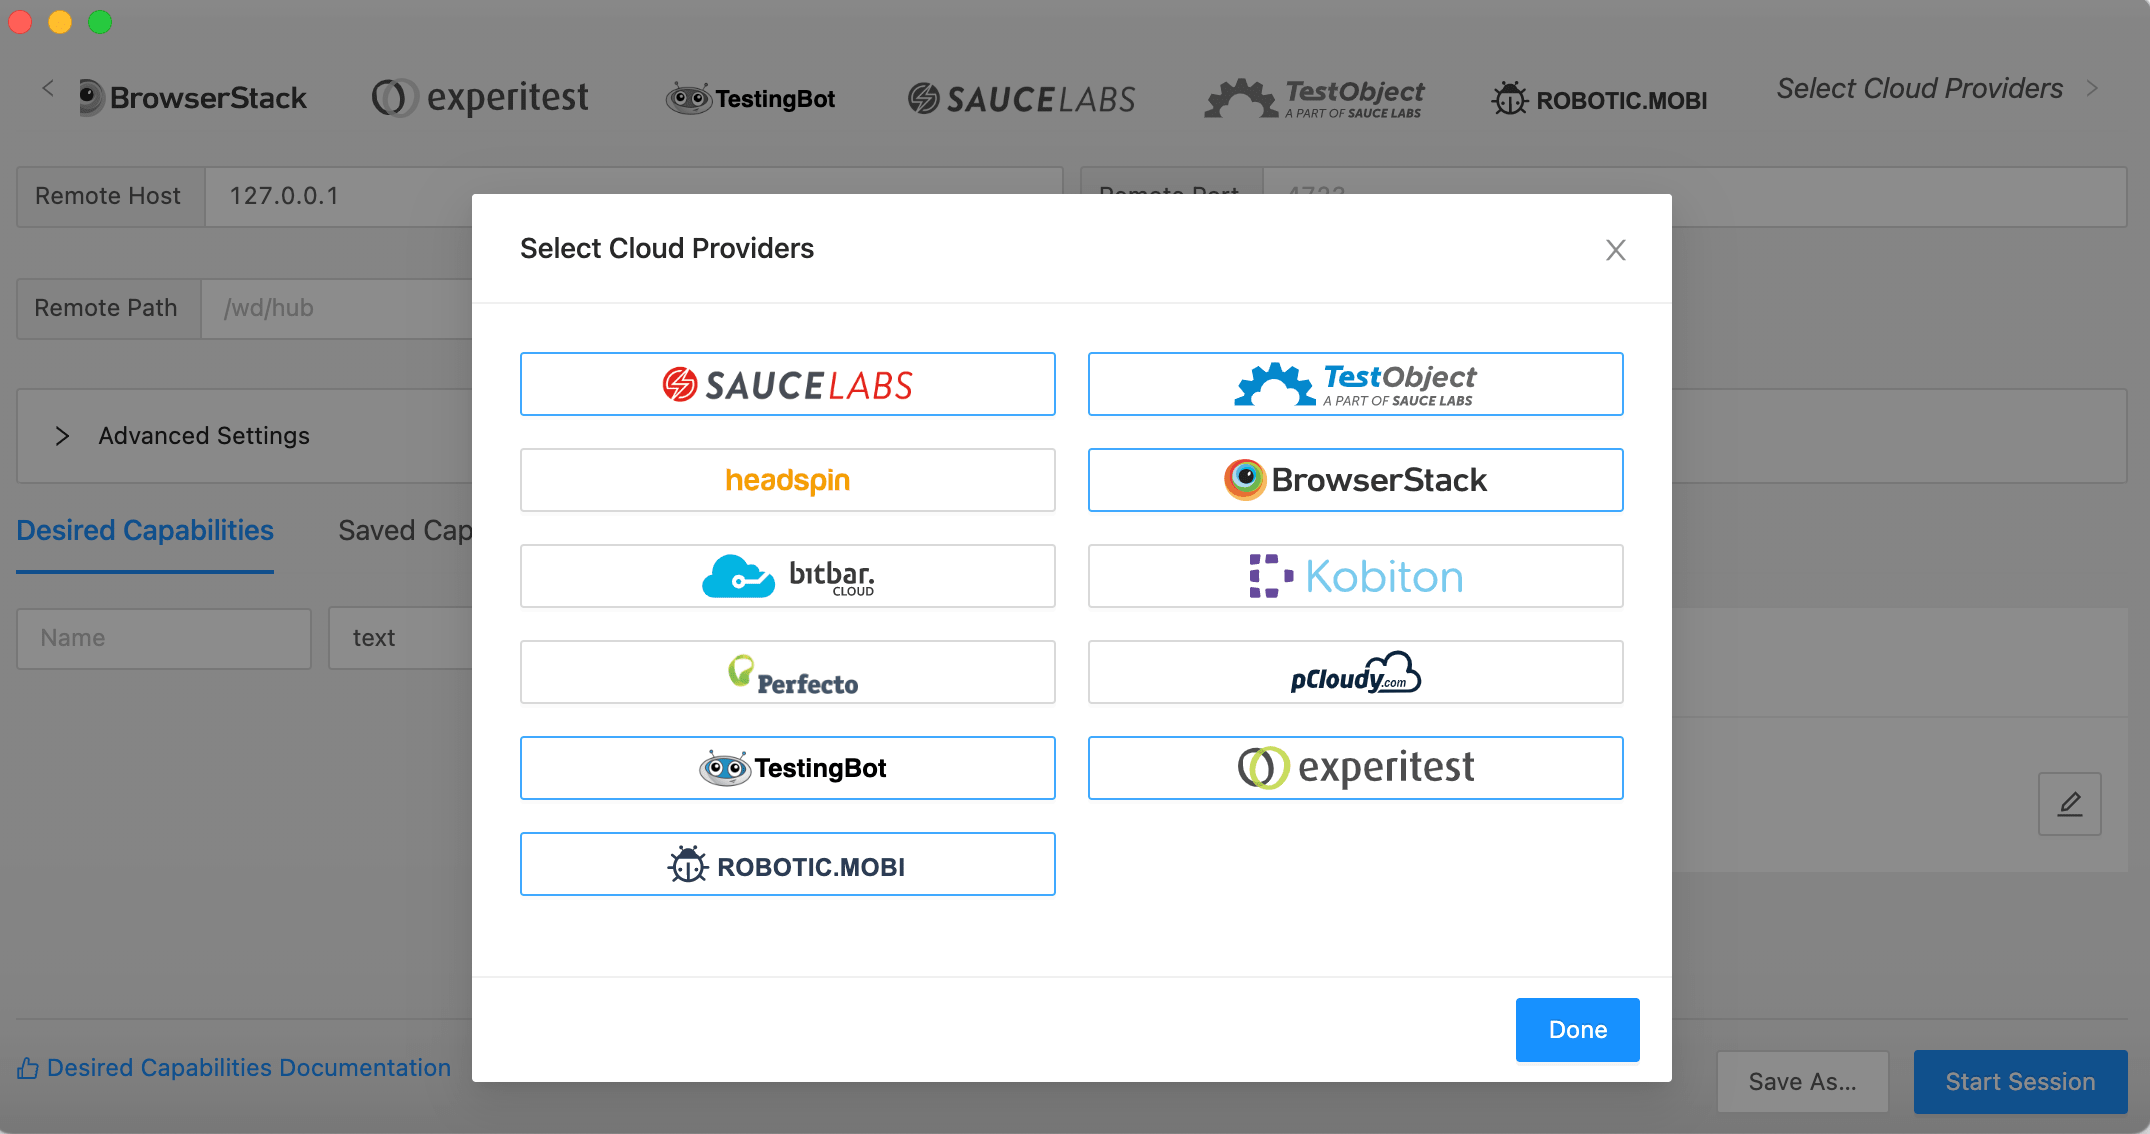 BrowserStack
experitest
TestingBot
SAUCELABS
TestObject
A PART OF SAUCE LABS
ROBOTIC.MOBI
Select Cloud Providers
Remote Host
127.0.0.1
Remote Port
4723
Remote Path
/wd/hub
Advanced Settings
Desired Capabilities
Saved Cap
Name
text
Select Cloud Providers
X
SAUCELABS
TestObject
A PART OF SAUCE LABS
headspin
BrowserStack
bitbar.
CLOUD
Kobiton
Perfecto
pCloudy.com
TestingBot
experitest
ROBOTIC.MOBI
Done
Desired Capabilities Documentation
Save As...
Start Session